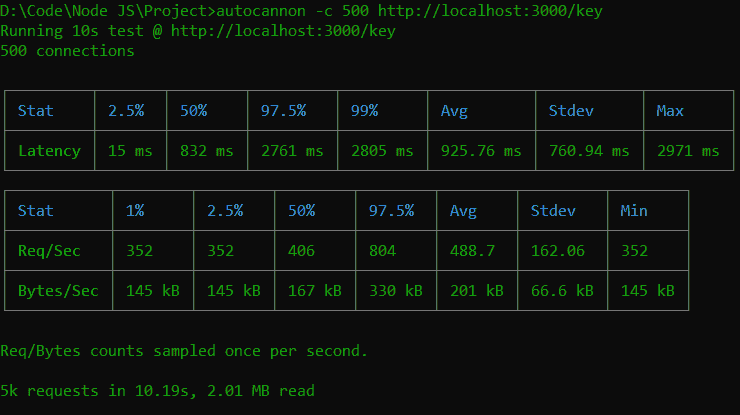 D:\Code\Node JS\Project>autocannon -c 500 http://localhost:3000/key
Running 10s test @ http://localhost:3000/key
500 connections
Stat 2.5% 50% 97.5% 99% Avg Stdev Max
Latency 15 ms 832 ms 2761 ms 2805 ms 925.76 ms 760.94 ms 2971 ms
Stat 1% 2.5% 50% 97.5% Avg Stdev Min
Req/Sec 352 352 406 804 488.7 162.06 352
Bytes/Sec 145 kB 145 kB 167 kB 330 kB 201 kB 66.6 kB 145 kB
Req/Bytes counts sampled once per second.
5k requests in 10.19s, 2.01 MB read